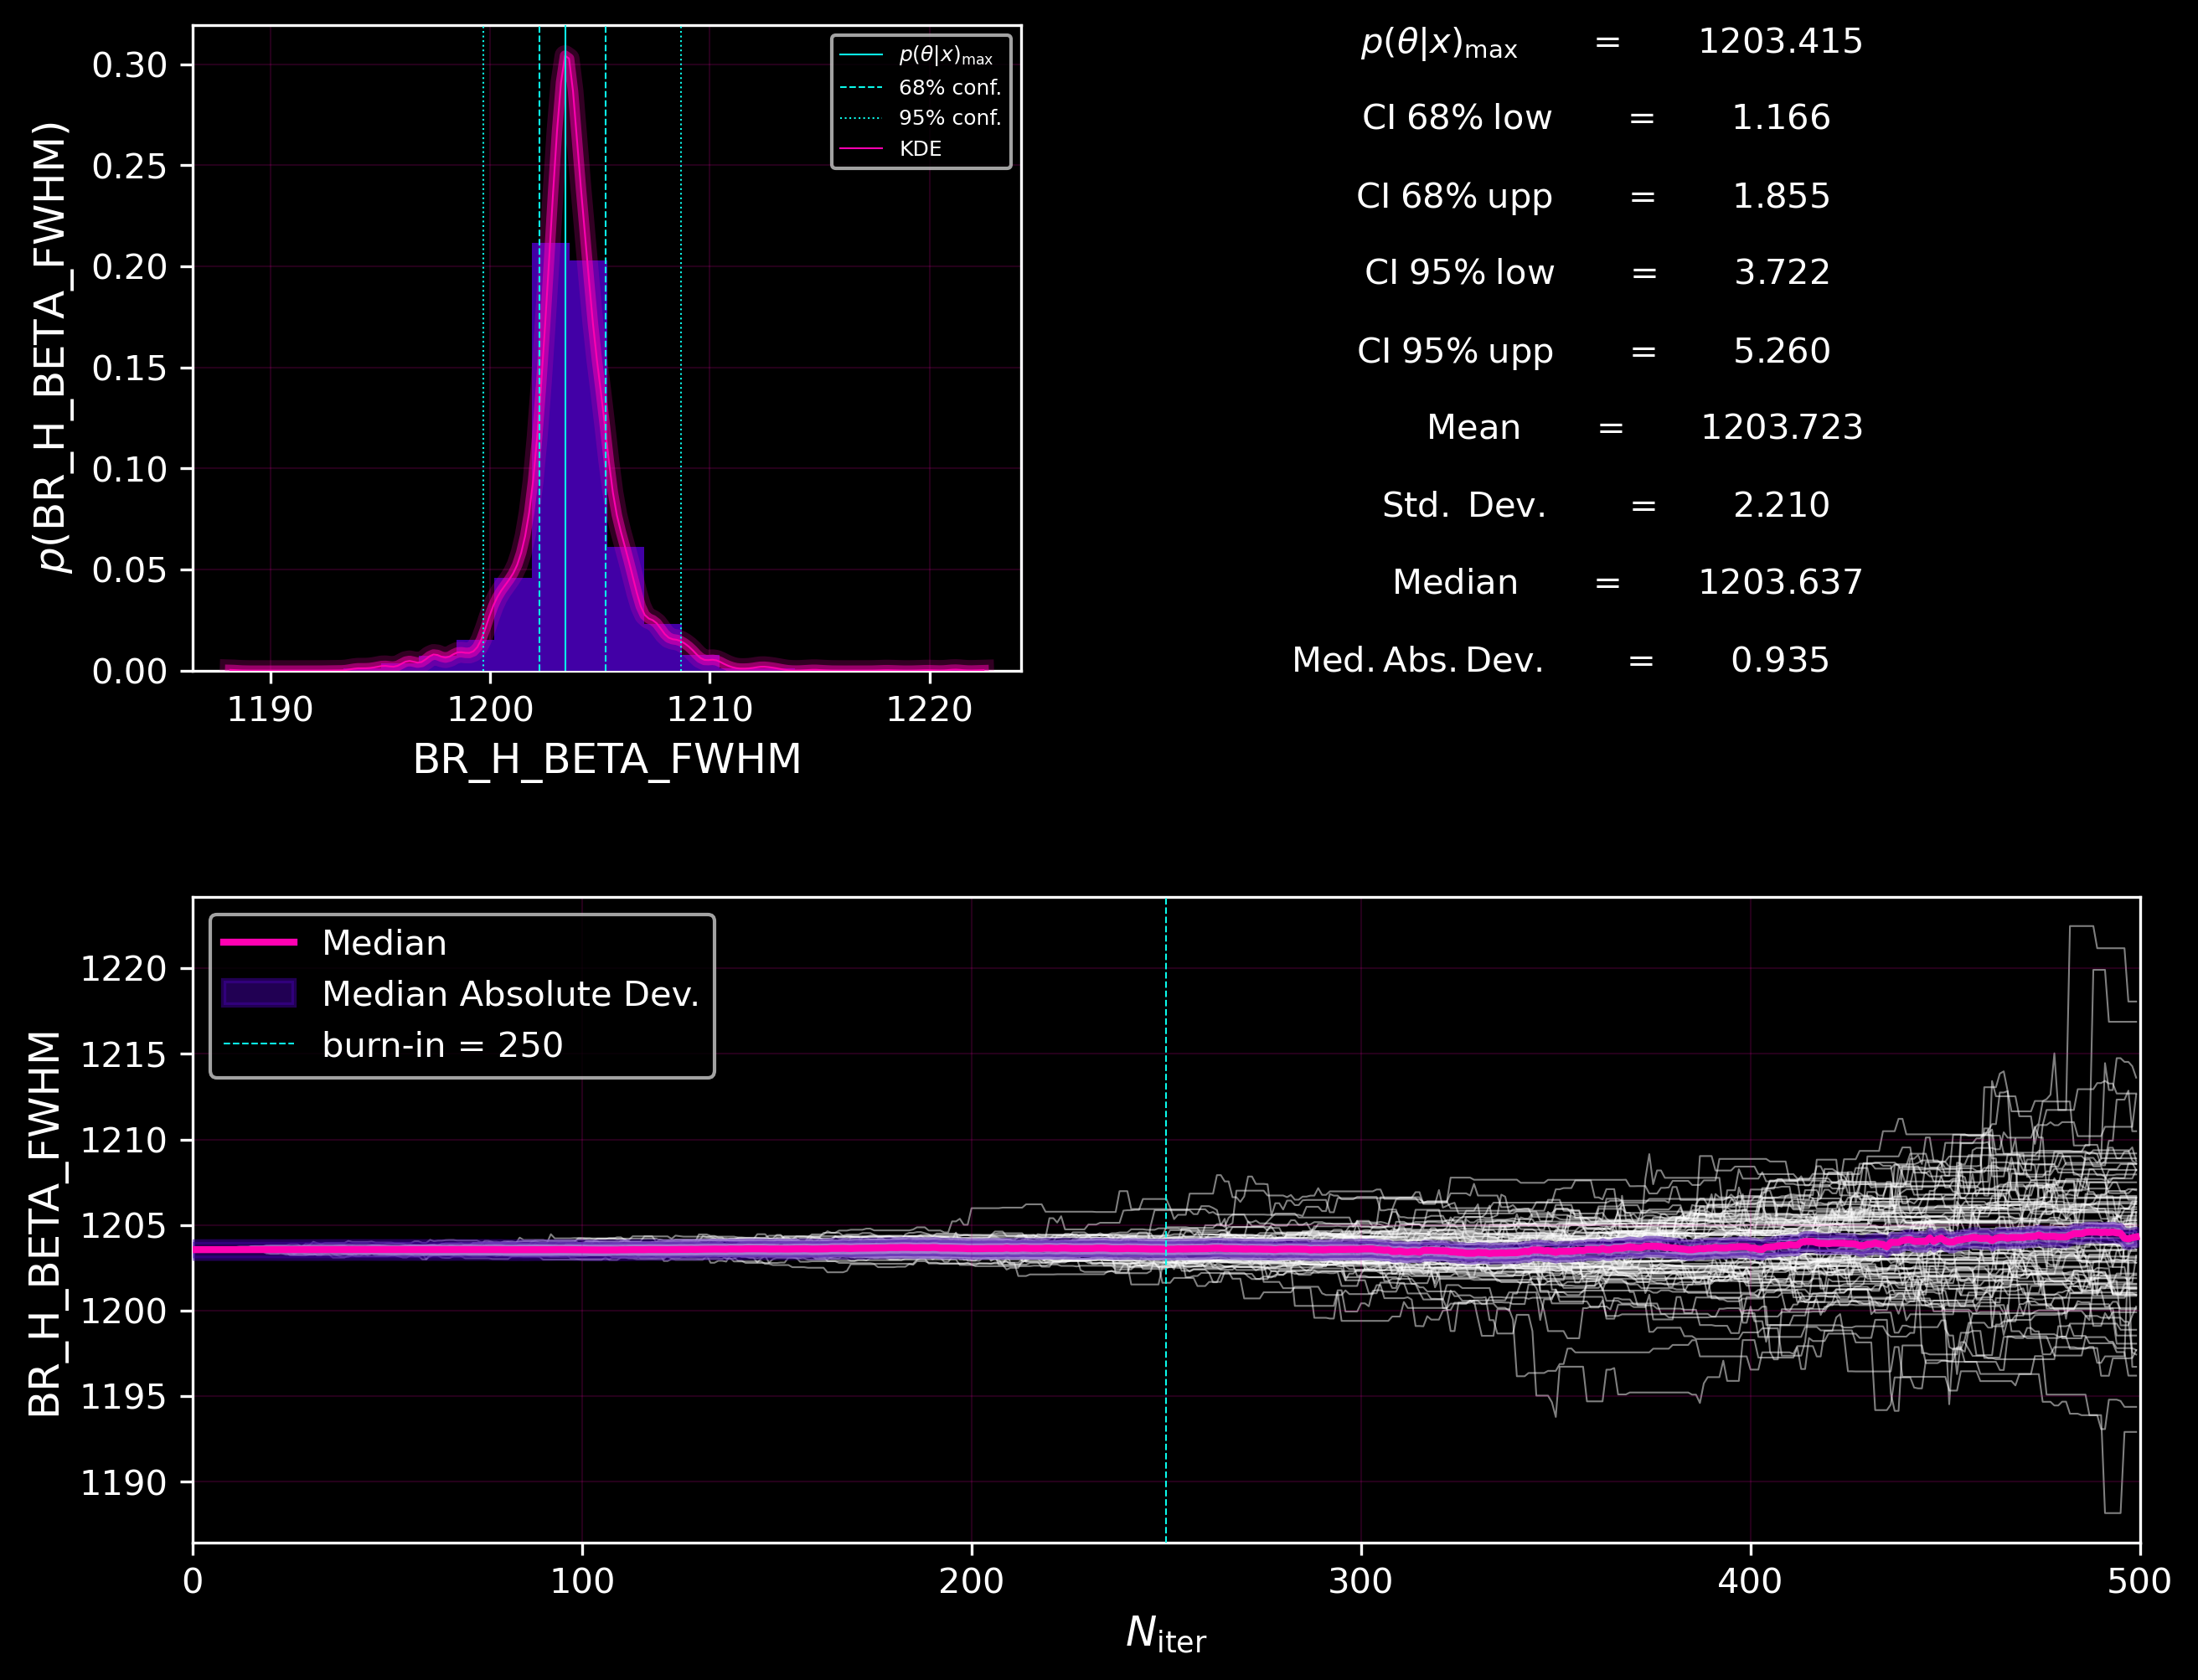 p(BR_H_BETA_FWHM)
0.30
0.25
0.20
0.15
0.10
0.05
0.00
1190 1200 1210 1220
BR_H_BETA_FWHM
p(θ|x)max
68% conf.
95% conf.
KDE
p(θ|x)max = 1203.415
CI 68% low = 1.166
CI 68% upp = 1.855
CI 95% low = 3.722
CI 95% upp = 5.260
Mean = 1203.723
Std. Dev. = 2.210
Median = 1203.637
Med. Abs. Dev. = 0.935
BR_H_BETA_FWHM
1220
1215
1210
1205
1200
1195
1190
Median
Median Absolute Dev.
burn-in = 250
0 100 200 300 400 500
Niter